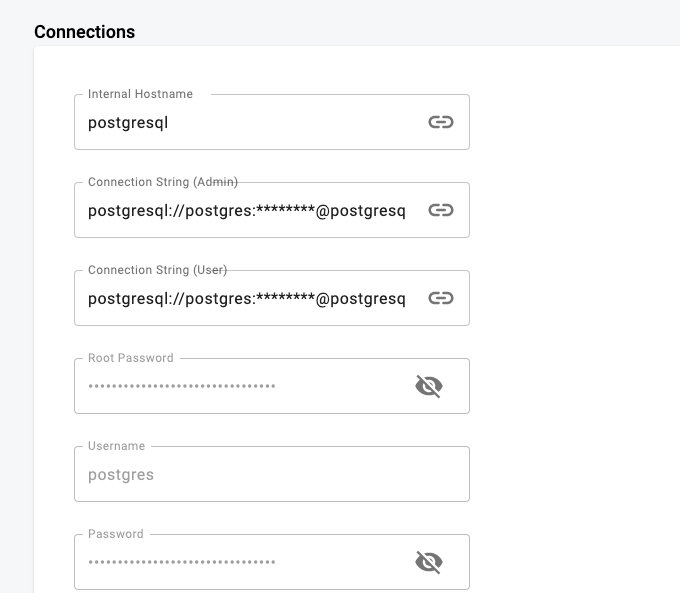 Connections
Internal Hostname
postgresql
Connection String (Admin)
postgresql://postgres:********@postgresq
Connection String (User)
postgresql://postgres:********@postgresq
Root Password
••••••••••••••••••••••••••••••••
Username
postgres
Password
••••••••••••••••••••••••••••••••